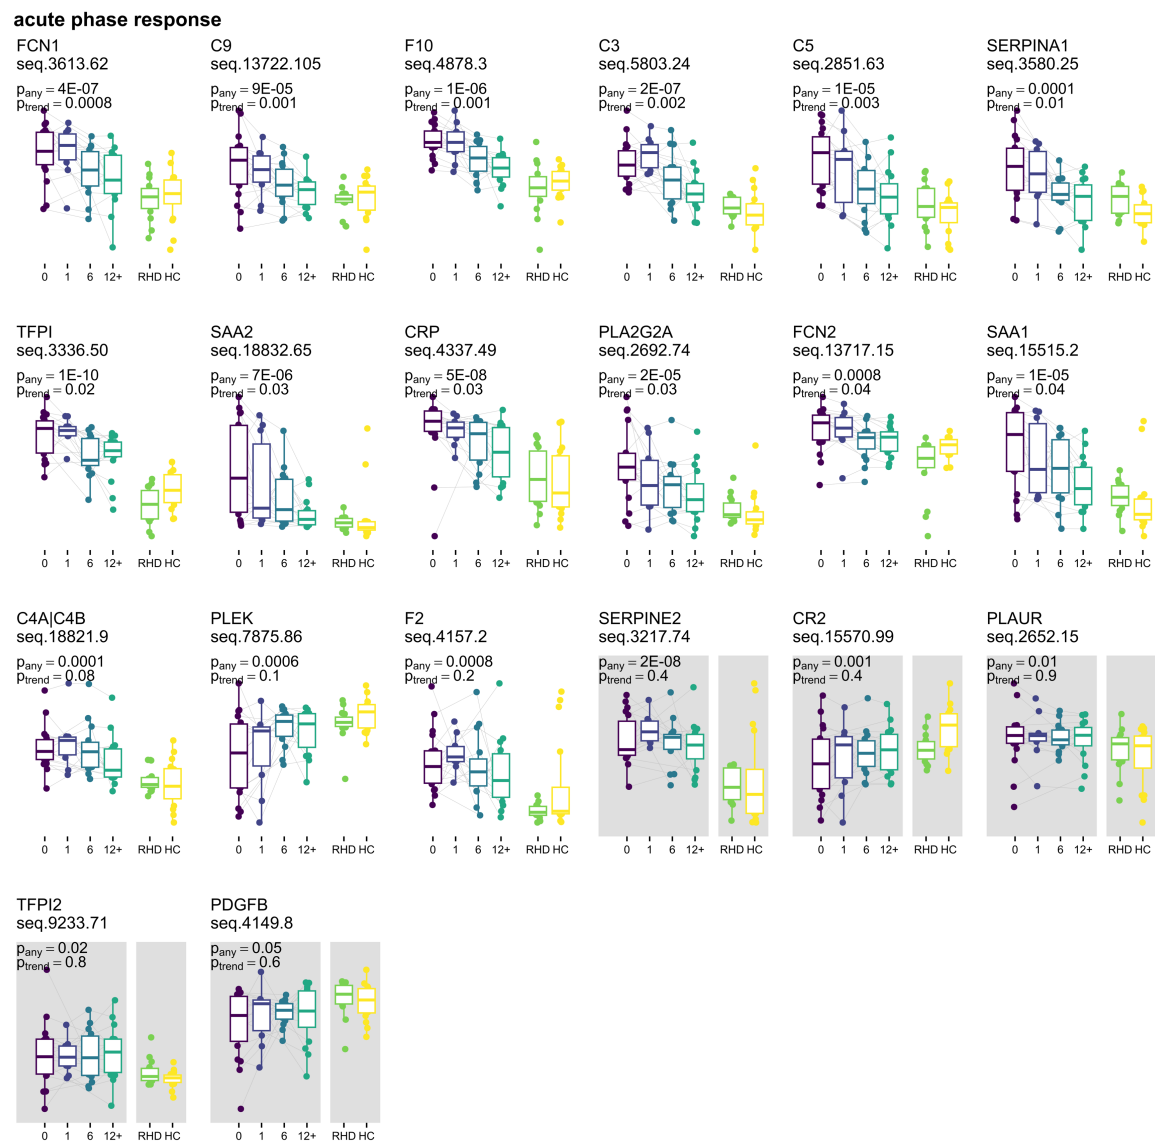 acute phase response
FCN1
seq.3613.62
pany = 4E-07
ptrend = 0.0008
0 1 6 12+ RHD HC
C9
seq.13722.105
pany = 9E-05
ptrend = 0.001
0 1 6 12+ RHD HC
F10
seq.4878.3
pany = 1E-06
ptrend = 0.001
0 1 6 12+ RHD HC
C3
seq.5803.24
pany = 2E-07
ptrend = 0.002
0 1 6 12+ RHD HC
C5
seq.2851.63
pany = 1E-05
ptrend = 0.003
0 1 6 12+ RHD HC
SERPINA1
seq.3580.25
pany = 0.0001
ptrend = 0.01
0 1 6 12+ RHD HC
TFPI
seq.3336.50
pany = 1E-10
ptrend = 0.02
0 1 6 12+ RHD HC
SAA2
seq.18832.65
pany = 7E-06
ptrend = 0.03
0 1 6 12+ RHD HC
CRP
seq.4337.49
pany = 5E-08
ptrend = 0.03
0 1 6 12+ RHD HC
PLA2G2A
seq.2692.74
pany = 2E-05
ptrend = 0.03
0 1 6 12+ RHD HC
FCN2
seq.13717.15
pany = 0.0008
ptrend = 0.04
0 1 6 12+ RHD HC
SAA1
seq.15515.2
pany = 1E-05
ptrend = 0.04
0 1 6 12+ RHD HC
C4A|C4B
seq.18821.9
pany = 0.0001
ptrend = 0.08
0 1 6 12+ RHD HC
PLEK
seq.7875.86
pany = 0.0006
ptrend = 0.1
0 1 6 12+ RHD HC
F2
seq.4157.2
pany = 0.0008
ptrend = 0.2
0 1 6 12+ RHD HC
SERPINE2
seq.3217.74
pany = 2E-08
ptrend = 0.4
0 1 6 12+ RHD HC
CR2
seq.15570.99
pany = 0.001
ptrend = 0.4
0 1 6 12+ RHD HC
PLAUR
seq.2652.15
pany = 0.01
ptrend = 0.9
0 1 6 12+ RHD HC
TFPI2
seq.9233.71
pany = 0.02
ptrend = 0.8
0 1 6 12+ RHD HC
PDGFB
seq.4149.8
pany = 0.05
ptrend = 0.6
0 1 6 12+ RHD HC